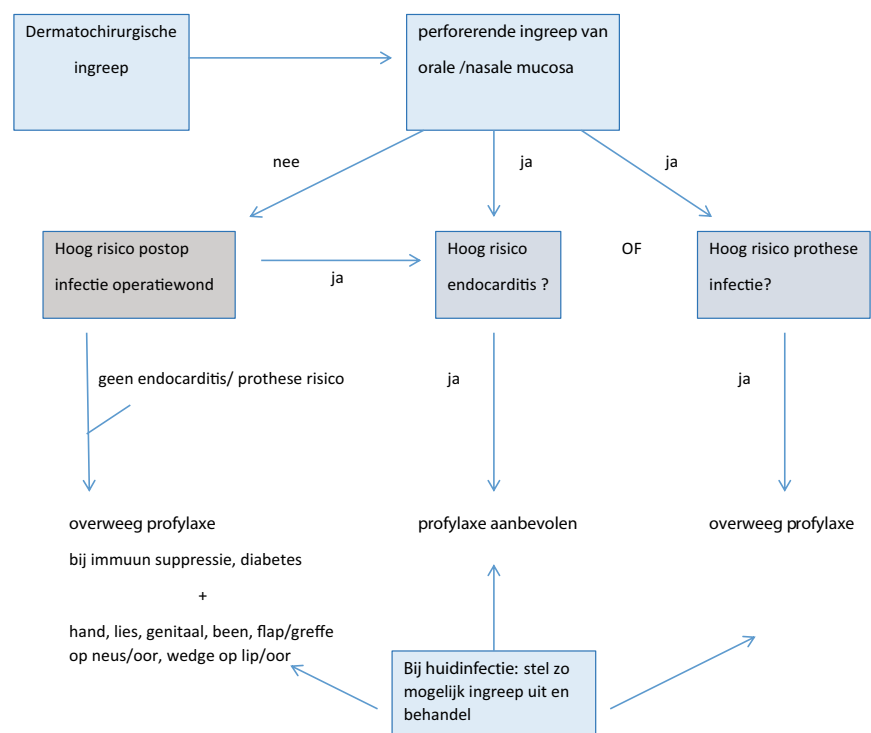 Dermatochirurgische
ingreep
perforerende ingreep van
orale /nasale mucosa
nee
ja
ja
Hoog risico postop
infectie operatiewond
ja
Hoog risico
endocarditis ?
OF
Hoog risico prothese
infectie?
geen endocarditis/ prothese risico
ja
ja
overweeg profylaxe
bij immuun suppressie, diabetes
+
hand, lies, genitaal, been, flap/greffe
op neus/oor, wedge op lip/oor
profylaxe aanbevolen
overweeg profylaxe
Bij huidinfectie: stel zo
mogelijk ingreep uit en
behandel